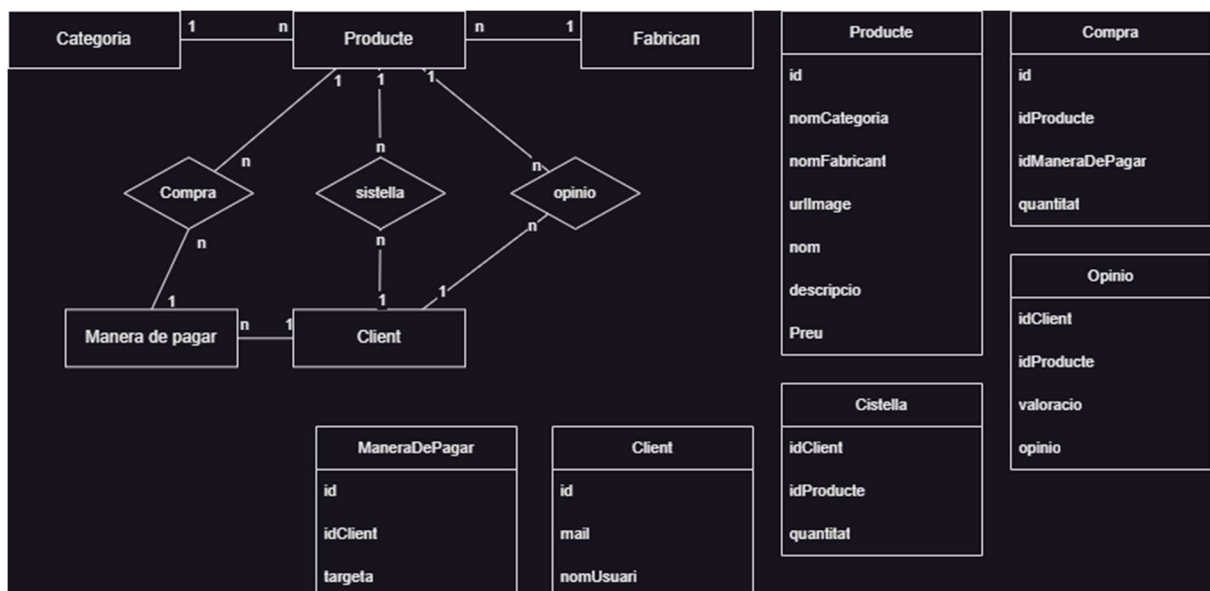 Categoria
1
n
Producte
n
1
Fabrican
1
1
1
n
n
n
Compra
sistella
opinio
n
n
n
1
1
1
Manera de pagar
n
1
Client
Producte
id
nomCategoria
nomFabricant
urlImage
nom
descripcio
Preu
Compra
id
idProducte
idManeraDePagar
quantitat
Opinio
idClient
idProducte
valoracio
opinio
Cistella
idClient
idProducte
quantitat
ManeraDePagar
id
idClient
targeta
Client
id
mail
nomUsuari